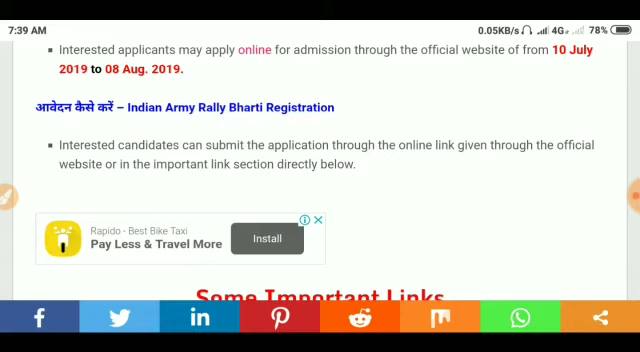 7:39 AM 0.05KB/s 4G 78%
Interested applicants may apply online for admission through the official website of from 10 July
2019 to 08 Aug. 2019.
आवेदन कैसे करें – Indian Army Rally Bharti Registration
Interested candidates can submit the application through the online link given through the official
website or in the important link section directly below.
Rapido - Best Bike Taxi
Pay Less & Travel More
Install
Some Important Links